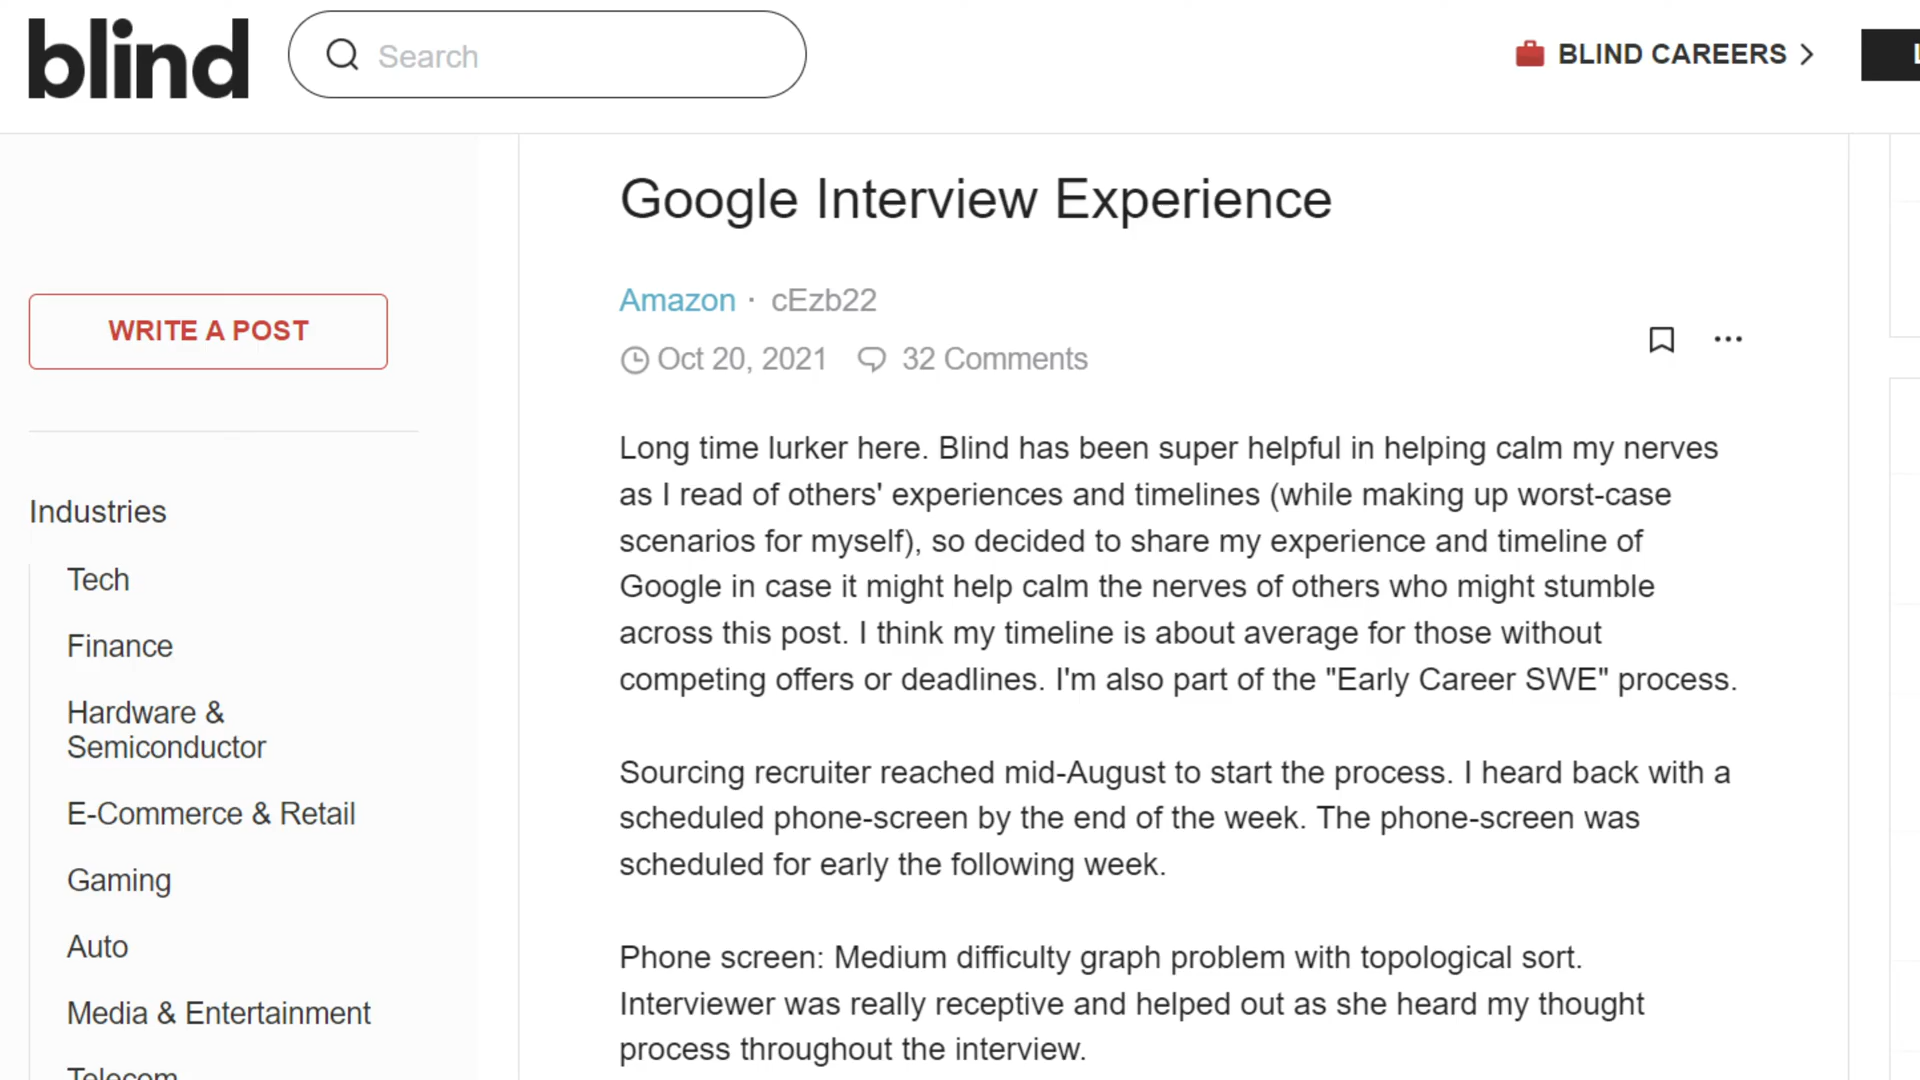 blind
Search
BLIND CAREERS
Google Interview Experience
Amazon · cEzb22
Oct 20, 2021 32 Comments
WRITE A POST
Industries
Tech
Finance
Hardware &
Semiconductor
E-Commerce & Retail
Gaming
Auto
Media & Entertainment
Telecom
Long time lurker here. Blind has been super helpful in helping calm my nerves
as I read of others' experiences and timelines (while making up worst-case
scenarios for myself), so decided to share my experience and timeline of
Google in case it might help calm the nerves of others who might stumble
across this post. I think my timeline is about average for those without
competing offers or deadlines. I'm also part of the "Early Career SWE" process.
Sourcing recruiter reached mid-August to start the process. I heard back with a
scheduled phone-screen by the end of the week. The phone-screen was
scheduled for early the following week.
Phone screen: Medium difficulty graph problem with topological sort.
Interviewer was really receptive and helped out as she heard my thought
process throughout the interview.